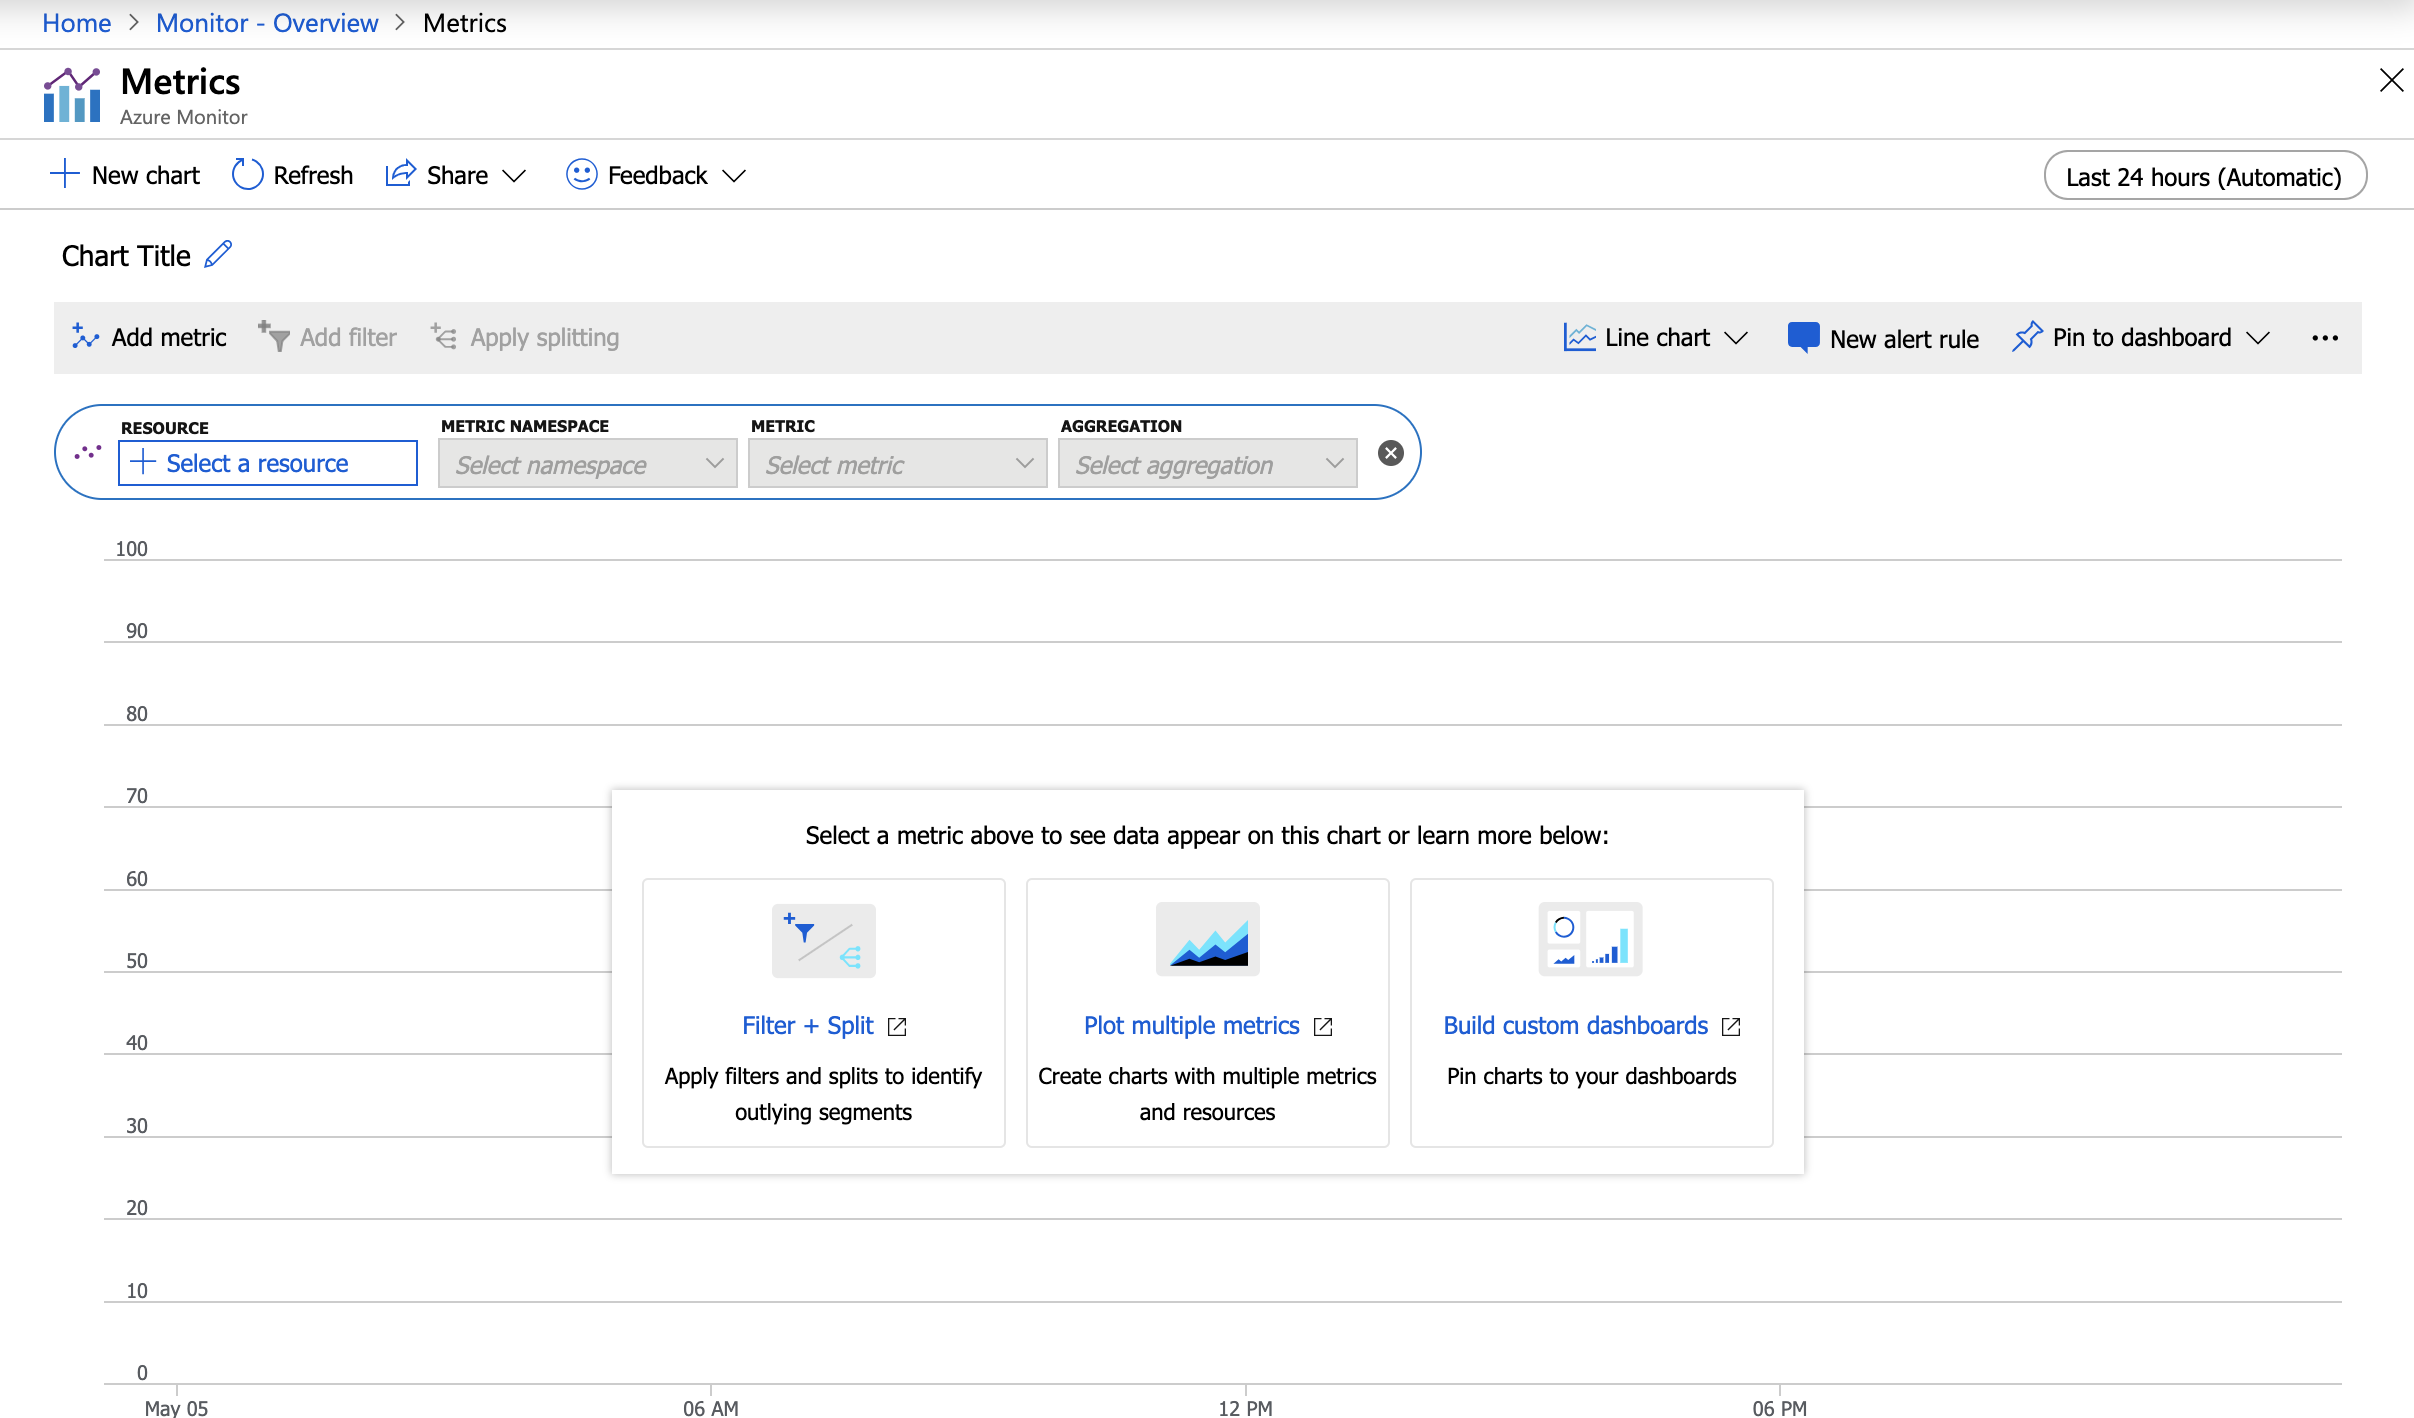 Home > Monitor - Overview > Metrics
Metrics
Azure Monitor
New chart Refresh Share Feedback Last 24 hours (Automatic)
Chart Title
Add metric Add filter Apply splitting Line chart New alert rule Pin to dashboard ...
RESOURCE METRIC NAMESPACE METRIC AGGREGATION
Select a resource Select namespace Select metric Select aggregation
100
90
80
70
Select a metric above to see data appear on this chart or learn more below:
60
50
Filter + Split Plot multiple metrics Build custom dashboards
40
Apply filters and splits to identify
outlying segments
Create charts with multiple metrics
and resources
Pin charts to your dashboards
30
20
10
0
May 05 06 AM 12 PM 06 PM